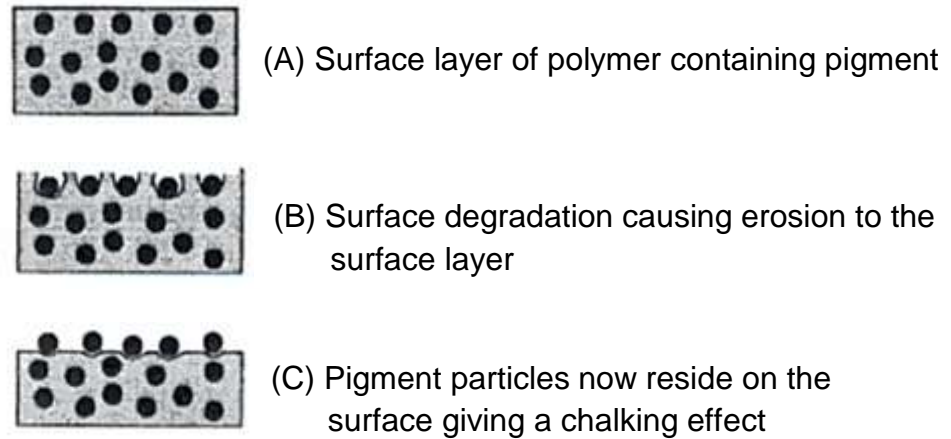 (A) Surface layer of polymer containing pigment
(B) Surface degradation causing erosion to the
surface layer
(C) Pigment particles now reside on the
surface giving a chalking effect